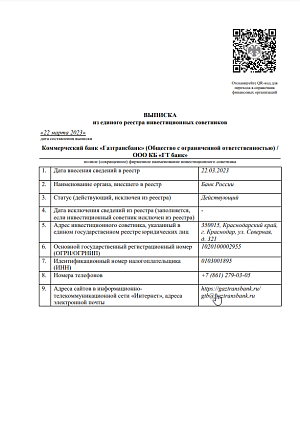 Отсканируйте QR-код для
перехода в справочник
финансовых организаций
ВЫПИСКА
из единого реестра инвестиционных советников
«22 марта 2023»
дата составления выписки
Коммерческий банк «Газтрансбанк» (Общество с ограниченной ответственностью) /
ООО КБ «ГТ банк»
полное (сокращенное) фирменное наименование инвестиционного советника
1. Дата внесения сведений в реестр 22.03.2023
2. Наименование органа, внесшего в реестр Банк России
3. Статус (действующий, исключен из реестра) Действующий
4. Дата исключения сведений из реестра (заполняется, -
если инвестиционный советник исключен из реестра)
5. Адрес инвестиционного советника, указанный в 350015, Краснодарский край,
едином государственном реестре юридических лиц г. Краснодар, ул. Северная,
д. 321
6. Основной государственный регистрационный номер 1020100002955
(ОГРН/ОГРНИП)
7. Идентификационный номер налогоплательщика 0103001895
(ИНН)
8. Номера телефонов +7 (861) 279-03-05
9. Адреса сайтов в информационно- https://gaztransbank.ru/
телекоммуникационной сети «Интернет», адреса gtb@gaztransbank.ru
электронной почты